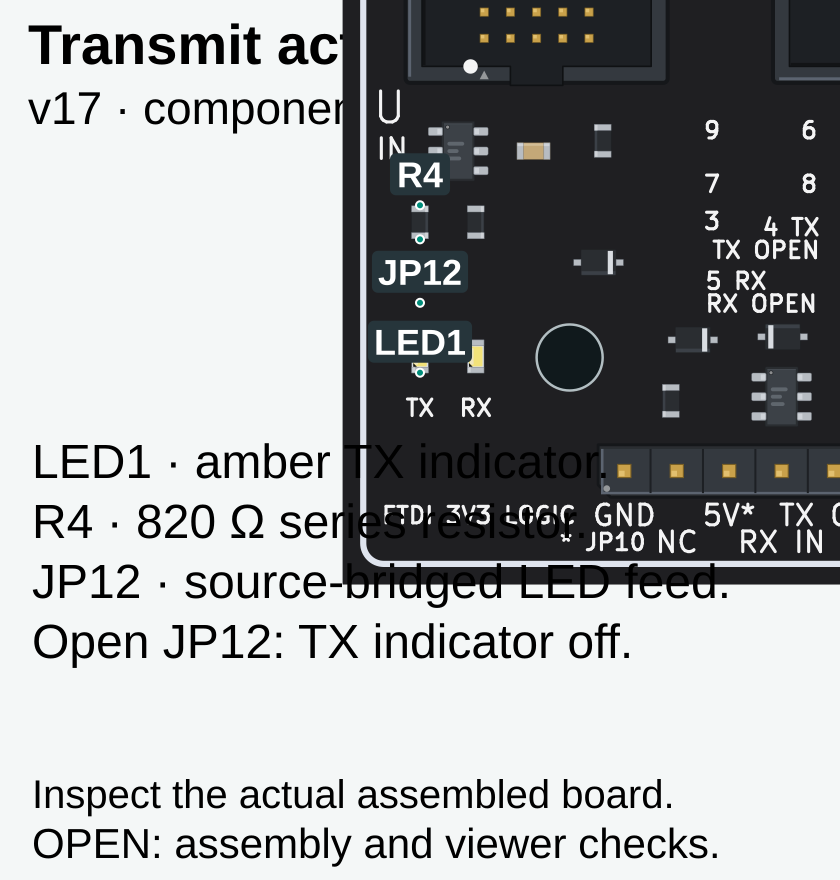 Transmit act
v17 · componen
U
IN
R4
JP12
LED1
TX RX
9 6
7 8
3 4 TX
TX OPEN
5 RX
RX OPEN
LED1 · amber TX indicator.
R4 · 820 Ω series resistor.
FTDI 3V3 LOGIC GND 5V* TX
* JP10 NC RX IN
JP12 · source-bridged LED feed.
Open JP12: TX indicator off.
Inspect the actual assembled board.
OPEN: assembly and viewer checks.